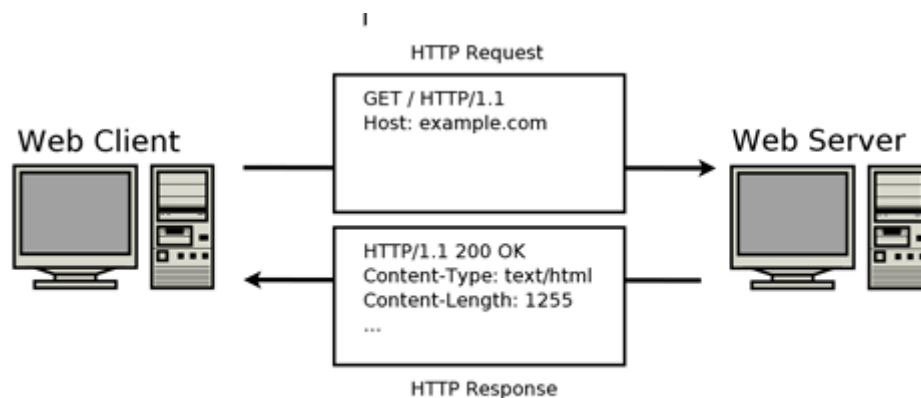 HTTP Request
GET / HTTP/1.1
Host: example.com
Web Client
Web Server
HTTP/1.1 200 OK
Content-Type: text/html
Content-Length: 1255
...
HTTP Response